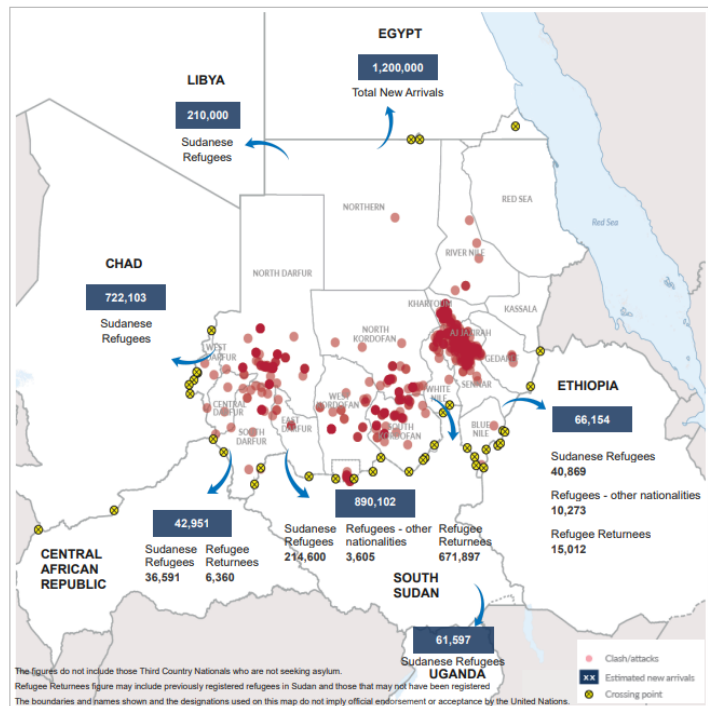 EGYPT
1,200,000
Total New Arrivals
LIBYA
210,000
Sudanese
Refugees
RED SEA
Red Sea
NORTHERN
RIVER NILE
CHAD
722,103
Sudanese
Refugees
NORTH DARFUR
KHARTOUM
KASSALA
AJ JAZIRAH
NORTH
KORDOFAN
GEDAREF
WEST
DARFUR
SENNAR
WHITE
NILE
WEST
KORDOFAN
CENTRAL
DARFUR
EAST
DARFUR
SOUTH
DARFUR
SOUTH
KORDOFAN
BLUE
NILE
ETHIOPIA
66,154
Sudanese Refugees
40,869
Refugees - other nationalities
10,273
Refugee Returnees
15,012
42,951
Sudanese Refugee
Refugees Returnees
36,591 6,360
CENTRAL
AFRICAN
REPUBLIC
890,102
Sudanese Refugees - other Refugee
Refugees nationalities Returnees
214,600 3,605 671,897
SOUTH
SUDAN
61,597
Sudanese Refugees
UGANDA
Clash/attacks
xx Estimated new arrivals
Crossing point
The figures do not include those Third Country Nationals who are not seeking asylum.
Refugee Returnees figure may include previously registered refugees in Sudan and those that may not have been registered
The boundaries and names shown and the designations used on this map do not imply official endorsement or acceptance by the United Nations.